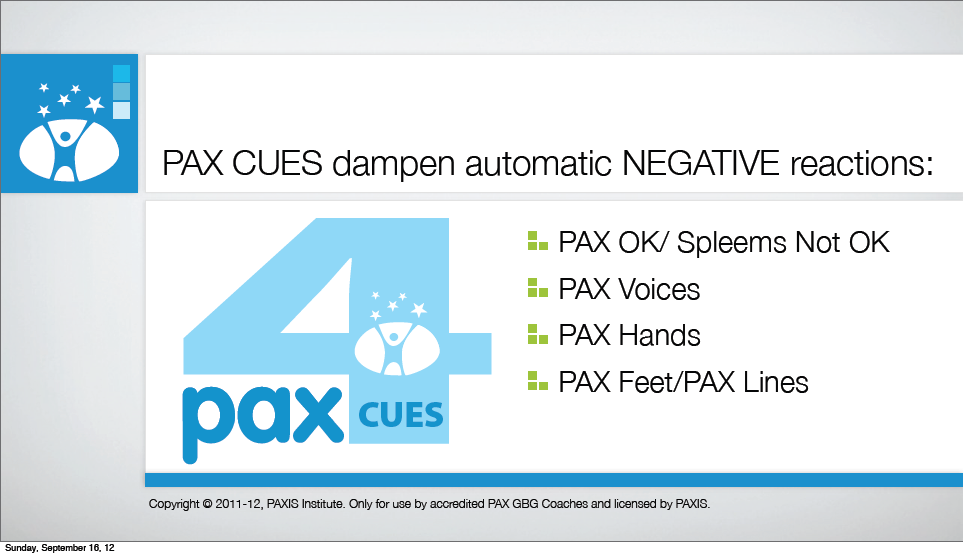 PAX CUES dampen automatic NEGATIVE reactions:
4
pax CUES
PAX OK/ Spleems Not OK
PAX Voices
PAX Hands
PAX Feet/PAX Lines
Copyright © 2011-12, PAXIS Institute. Only for use by accredited PAX GBG Coaches and licensed by PAXIS.
Sunday, September 16, 12